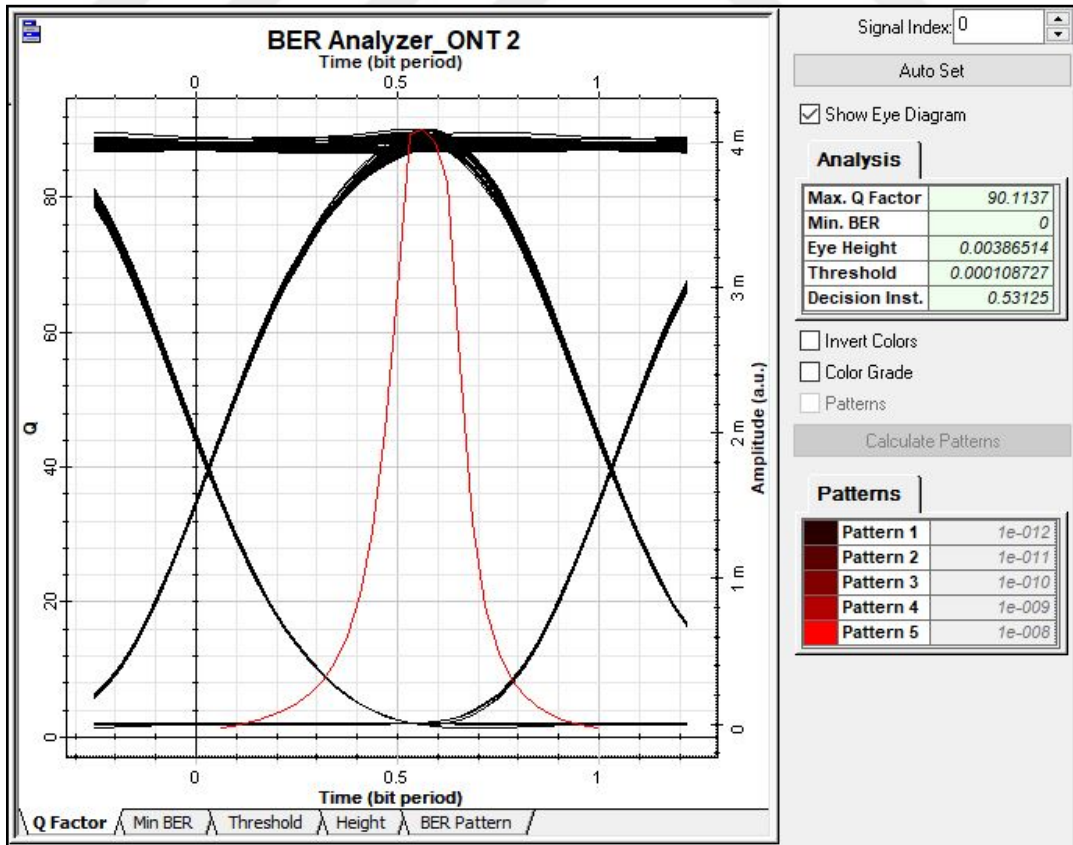 BER Analyzer_ONT 2
Time (bit period)
0 0.5 1
Q
80
60
40
20
0
4 m
3 m
2 m
1 m
0
Amplitude (a.u.)
0 0.5 1
Time (bit period)
Q Factor Min BER Threshold Height BER Pattern
Signal Index: 0
Auto Set
Show Eye Diagram
Analysis
Max. Q Factor 90.1137
Min. BER 0
Eye Height 0.00386514
Threshold 0.000108727
Decision Inst. 0.53125
Invert Colors
Color Grade
Patterns
Calculate Patterns
Patterns
Pattern 1 1e-012
Pattern 2 1e-011
Pattern 3 1e-010
Pattern 4 1e-009
Pattern 5 1e-008